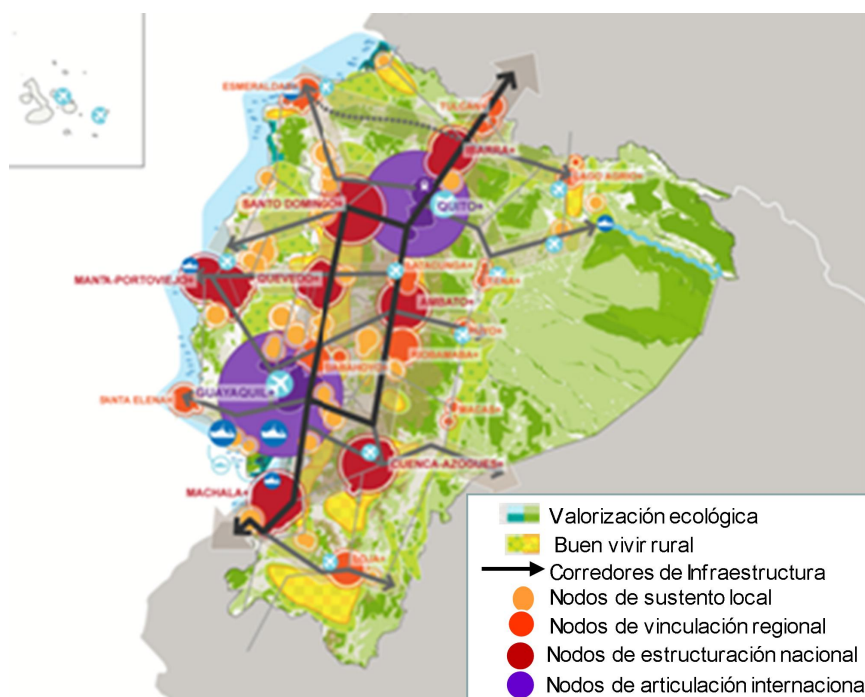 ESMERALDAS+
TULCAN+
IBARRA+
LAGO AGRIO+
SANTO DOMINGO+
QUITO+
LATACUNGA+
MANTA-PORTOVIEJO+
QUEVEDO+
TENA+
AMBATO+
PUYO+
RIOBAMABA+
BABAHOYO+
GUAYAQUIL+
SANTA ELENA+
MACAS+
CUENCA-AZOGUES+
MACHALA+
LOJA+
Valorización ecológica
Buen vivir rural
Corredores de Infraestructura
Nodos de sustento local
Nodos de vinculación regional
Nodos de estructuración nacional
Nodos de articulación internaciona